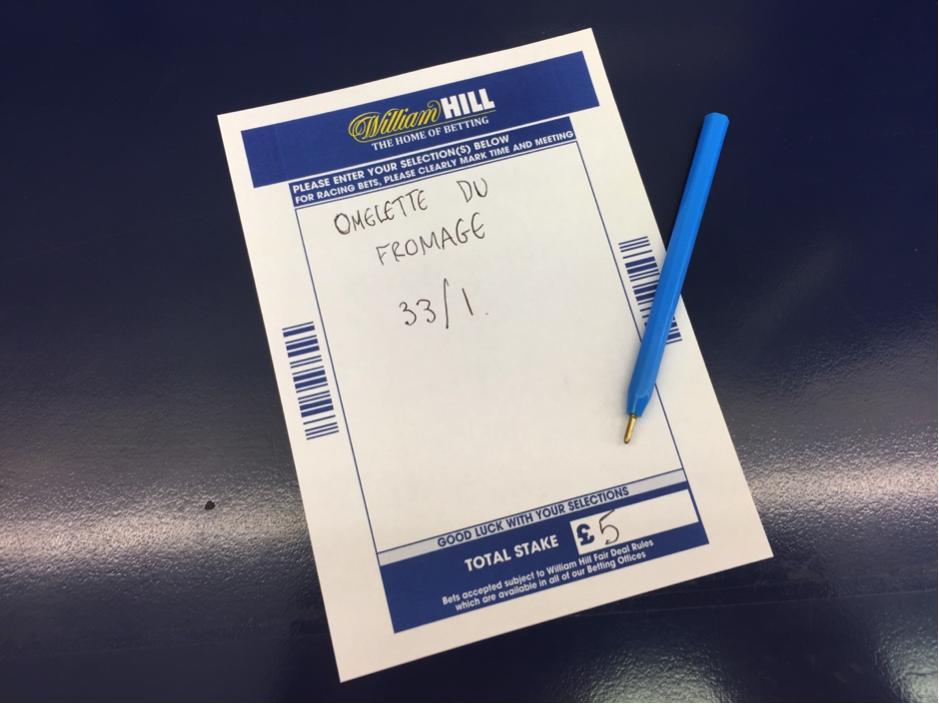 William HILL
THE HOME OF BETTING
PLEASE ENTER YOUR SELECTION(S) BELOW
FOR RACING BETS, PLEASE CLEARLY MARK TIME AND MEETING
OMELETTE DU
FROMAGE
33/1.
GOOD LUCK WITH YOUR SELECTIONS
TOTAL STAKE £5
Bets accepted subject to William Hill Fair Deal Rules
which are available in all of our Betting Offices